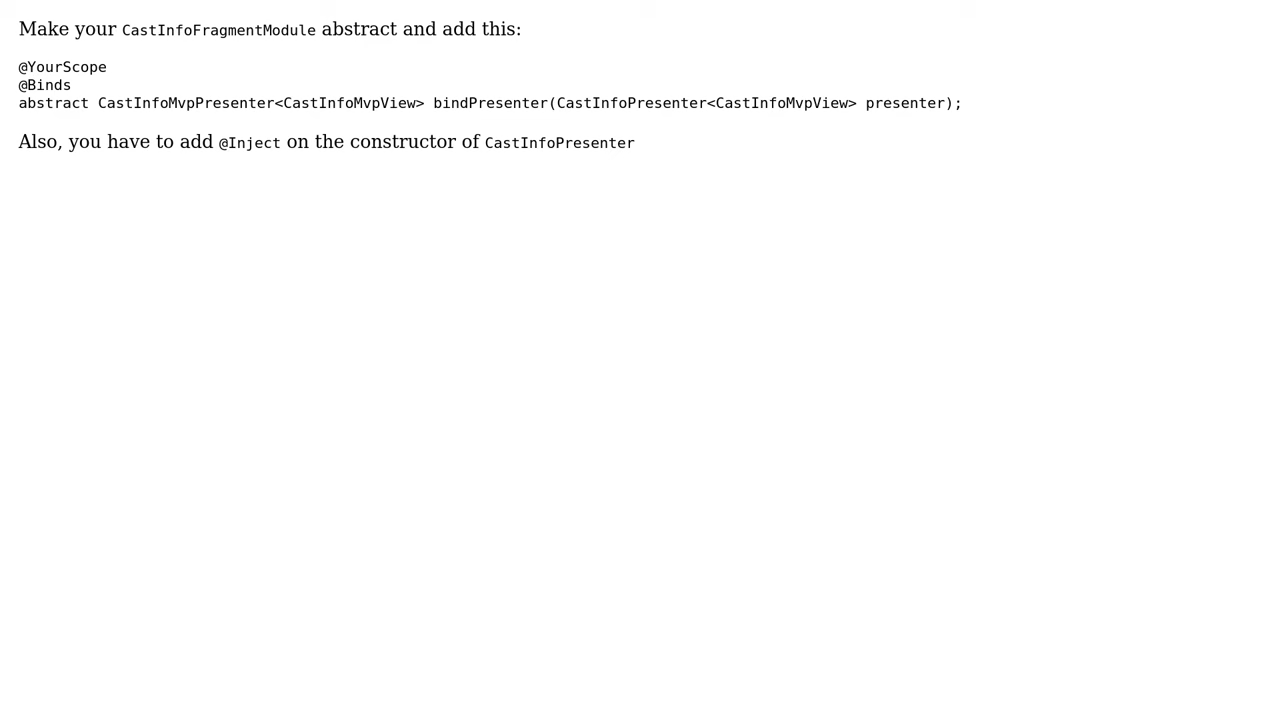 Make your CastInfoFragmentModule abstract and add this:
@YourScope
@Binds
abstract CastInfoMvpPresenter<CastInfoMvpView> bindPresenter(CastInfoPresenter<CastInfoMvpView> presenter);
Also, you have to add @Inject on the constructor of CastInfoPresenter